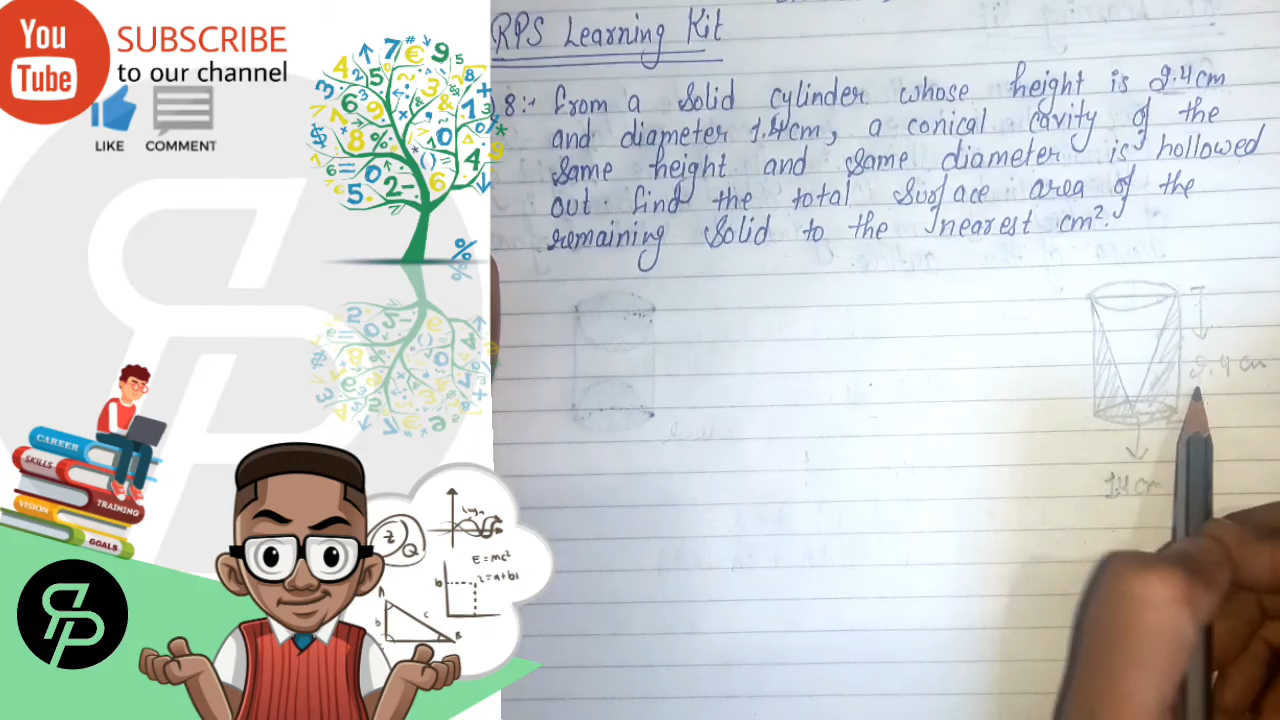 You
Tube
SUBSCRIBE
to our channel
LIKE
COMMENT
CAREER
SKILLS
TRAINING
VISION
GOALS
E=mc²
RPS Learning Kit
8:- from a solid cylinder whose height is 2.4cm
and diameter 1.4cm, a conical cavity of the
same height and same diameter is hollowed
out. find the total surface area of the
remaining solid to the nearest cm².
2.4 cm
1.4 cm